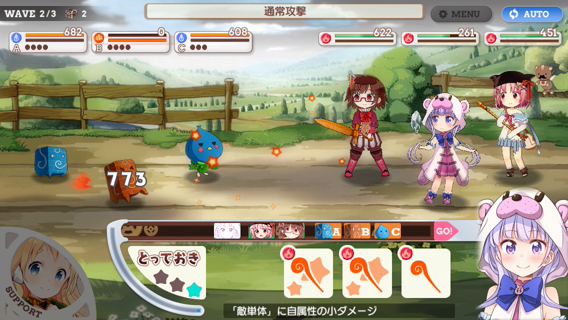 WAVE 2/3 2
通常攻撃
MENU
AUTO
682
A
0
B
608
C
622
261
451
773
A
B
C
GO!
とっておき
SUPPORT
「敵単体」に自属性の小ダメージ